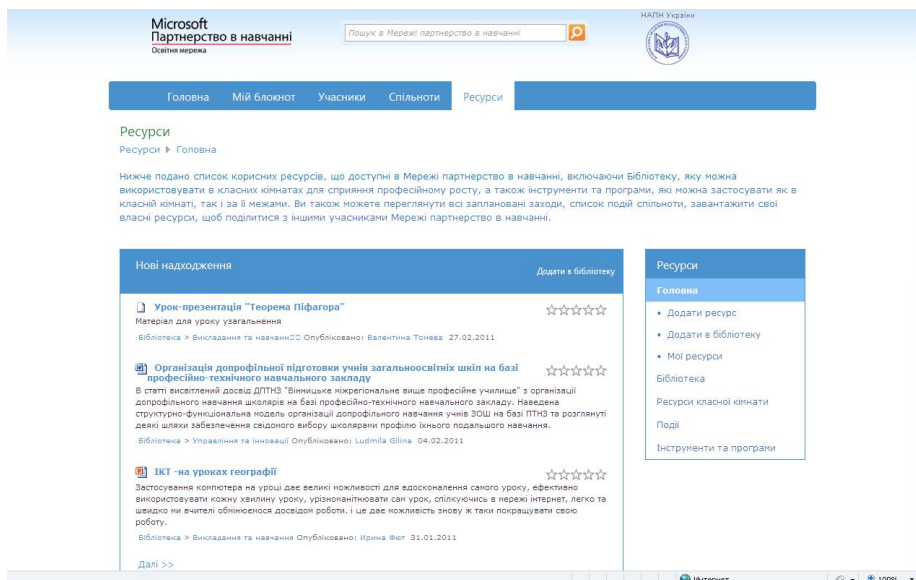 Microsoft
Партнерство в навчанні
Освітня мережа
Пошук в Мережі партнерство в навчанні
НАПН України
Головна Мій блокнот Учасники Спільноти Ресурси
Ресурси
Ресурси Головна
Нижче подано список корисних ресурсів, що доступні в Мережі партнерство в навчанні, включаючи Бібліотеку, яку можна
використовувати в класних кімнатах для сприяння професійному росту, а також інструменти та програми, які можна застосувати як в
класній кімнаті, так і за її межами. Ви також можете переглянути всі заплановані заходи, список подій спільноти, завантажити свої
власні ресурси, щоб поділитися з іншими учасниками Мережі партнерство в навчанні.
Нові надходження
Додати в бібліотеку
Урок-презентація "Теорема Піфагора"
Матеріал для уроку узагальнення
Бібліотека > Викладання та навчання Опубліковано: Валентина Тонева 27.02.2011
Організація допрофільної підготовки учнів загальноосвітніх шкіл на базі
професійно-технічного навчального закладу
В статті висвітлений досвід ДПТНЗ "Вінницьке міжрегіональне вище професійне училище" з організації
допрофільного навчання школярів на базі професійно-технічного навчального закладу. Наведена
структурно-функціональна модель організації допрофільного навчання учнів ЗОШ на базі ПТНЗ та розглянуті
деякі шляхи забезпечення свідомого вибору школярами профілю їхнього подальшого навчання.
Бібліотека > Управління та інновації Опубліковано: Ludmila Gilina 04.02.2011
ІКТ -на уроках географії
Застосування компютера на уроці дає великі можливості для вдосконалення самого уроку, ефективно
використовувати кожну хвилину уроку, урізноманітнювати сам урок, спілкуючись в мережі інтернет, легко та
швидко ми вчителі обмінюємося досвідом роботи. і це дає можливість знову ж таки покращувати свою
роботу.
Бібліотека > Викладання та навчання Опубліковано: Ирина Фют 31.01.2011
Далі >>
Ресурси
Головна
• Додати ресурс
• Додати в бібліотеку
• Мої ресурси
Бібліотека
Ресурси класної кімнати
Події
Інструменти та програми
Интернет 100%